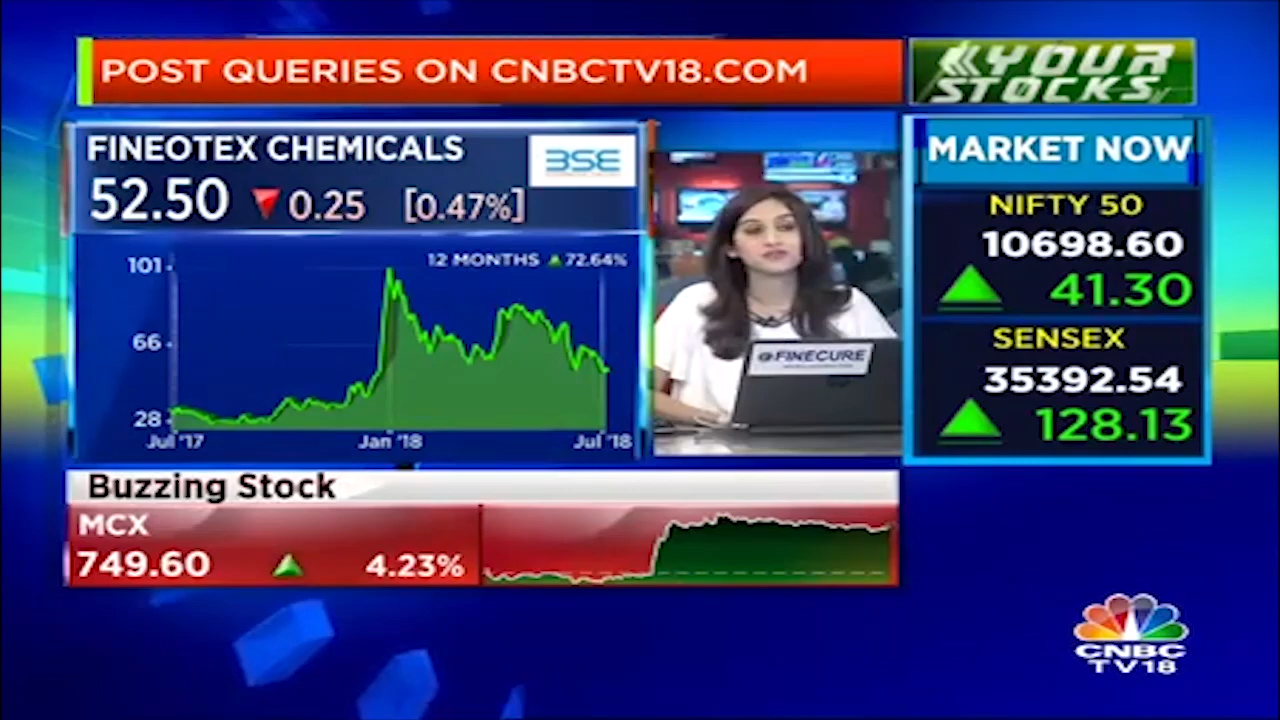 POST QUERIES ON CNBCTV18.COM
YOUR
STOCKS
FINEOTEX CHEMICALS
BSE
52.50 ▼ 0.25 [0.47%]
12 MONTHS ▲72.64%
101
66
28
Jul '17 Jan '18 Jul '18
@FINECURE
MARKET NOW
NIFTY 50
10698.60
▲ 41.30
SENSEX
35392.54
▲ 128.13
Buzzing Stock
MCX
749.60 ▲ 4.23%
CNBC
TV18